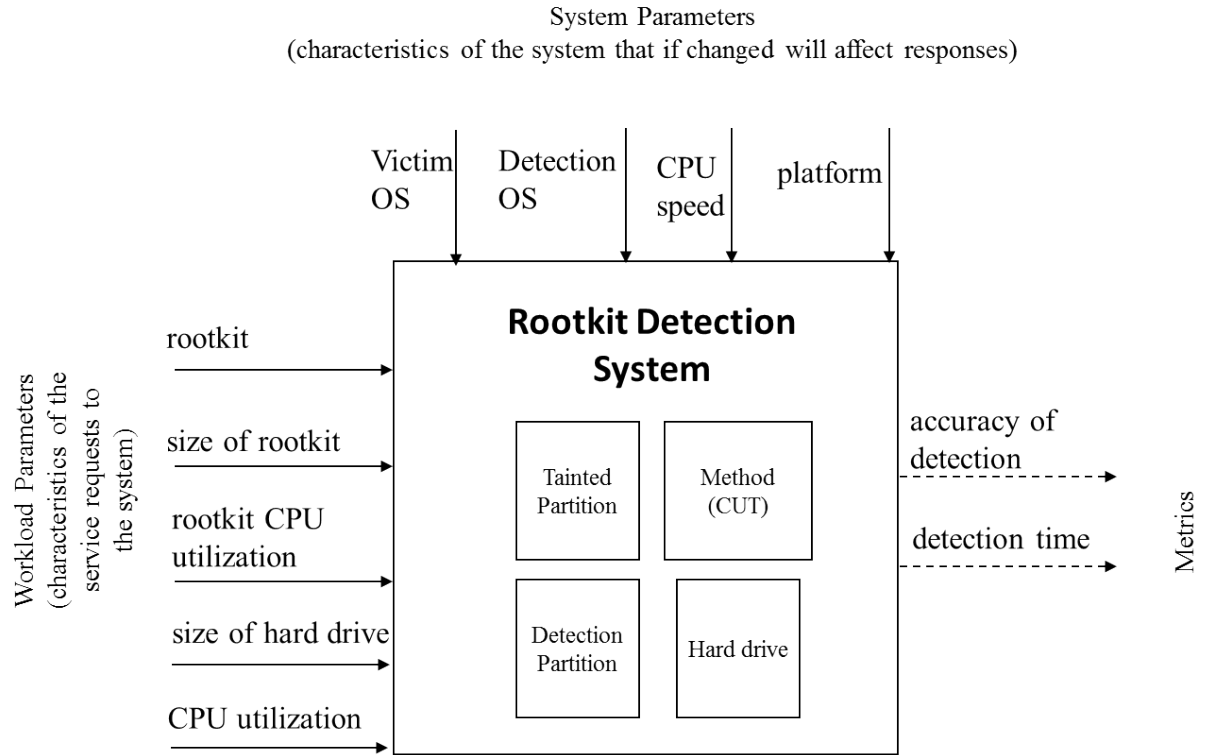 System Parameters
(characteristics of the system that if changed will affect responses)
Victim
OS
Detection
OS
CPU
speed
platform
Workload Parameters
(characteristics of the
service requests to
the system)
rootkit
size of rootkit
rootkit CPU
utilization
size of hard drive
CPU utilization
Rootkit Detection
System
Tainted
Partition
Method
(CUT)
Detection
Partition
Hard drive
accuracy of
detection
detection time
Metrics